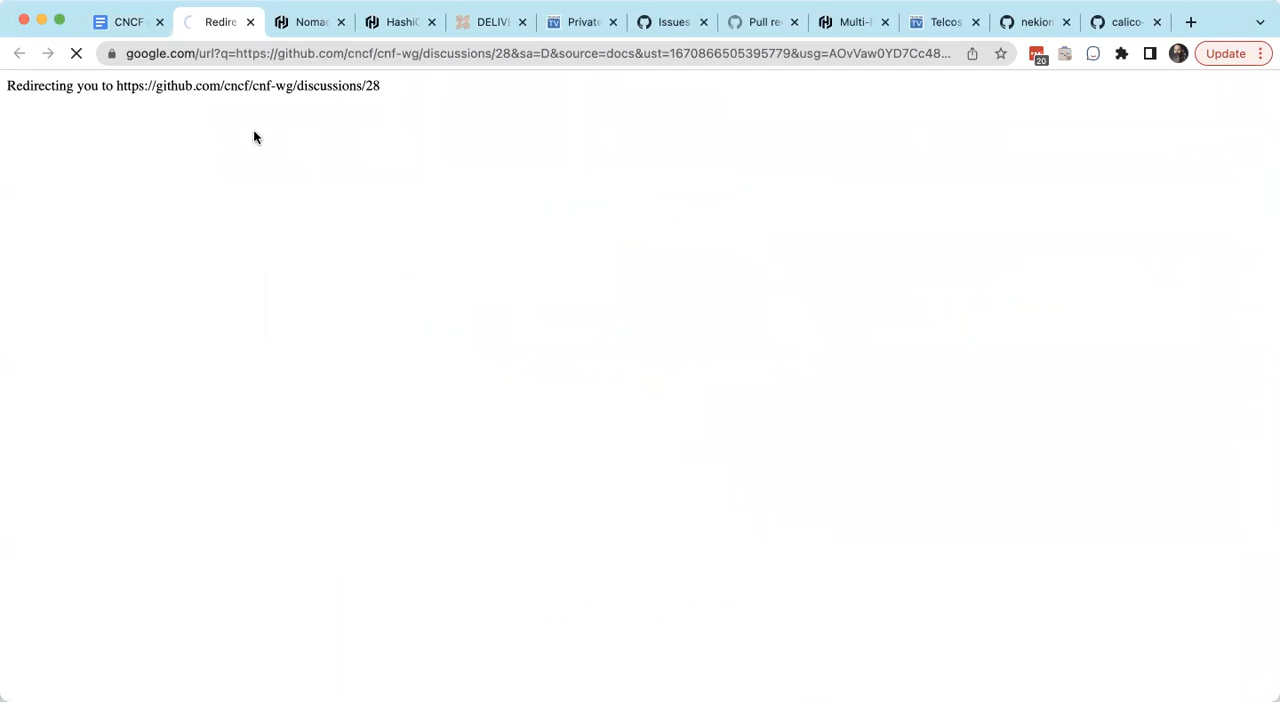 CNCF
Redire
Nomad
HashiC
DELIVE
Private
Issues
Pull re
Multi-
Telcos
nekion
calico-
google.com/url?q=https://github.com/cncf/cnf-wg/discussions/28&sa=D&source=docs&ust=1670866505395779&usg=AOvVaw0YD7Cc48...
20
Update
Redirecting you to https://github.com/cncf/cnf-wg/discussions/28